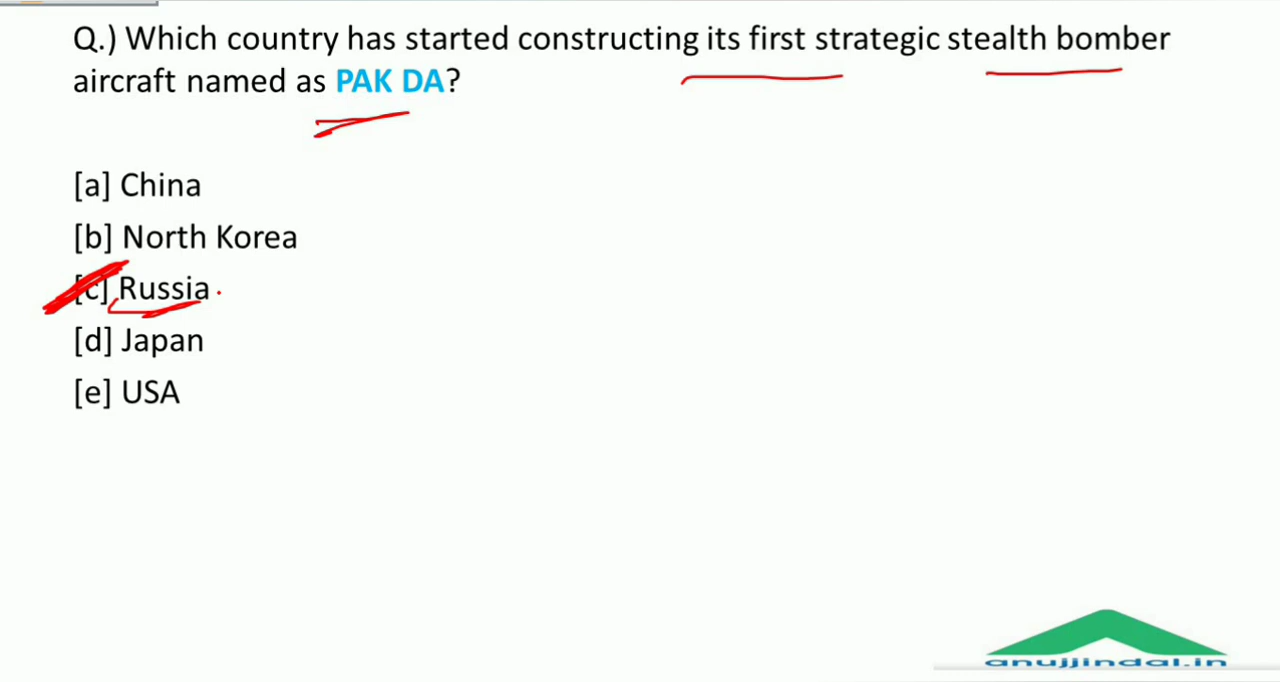 Q.) Which country has started constructing its first strategic stealth bomber
aircraft named as PAK DA?
[a] China
[b] North Korea
[c] Russia
[d] Japan
[e] USA
anujjindal.in